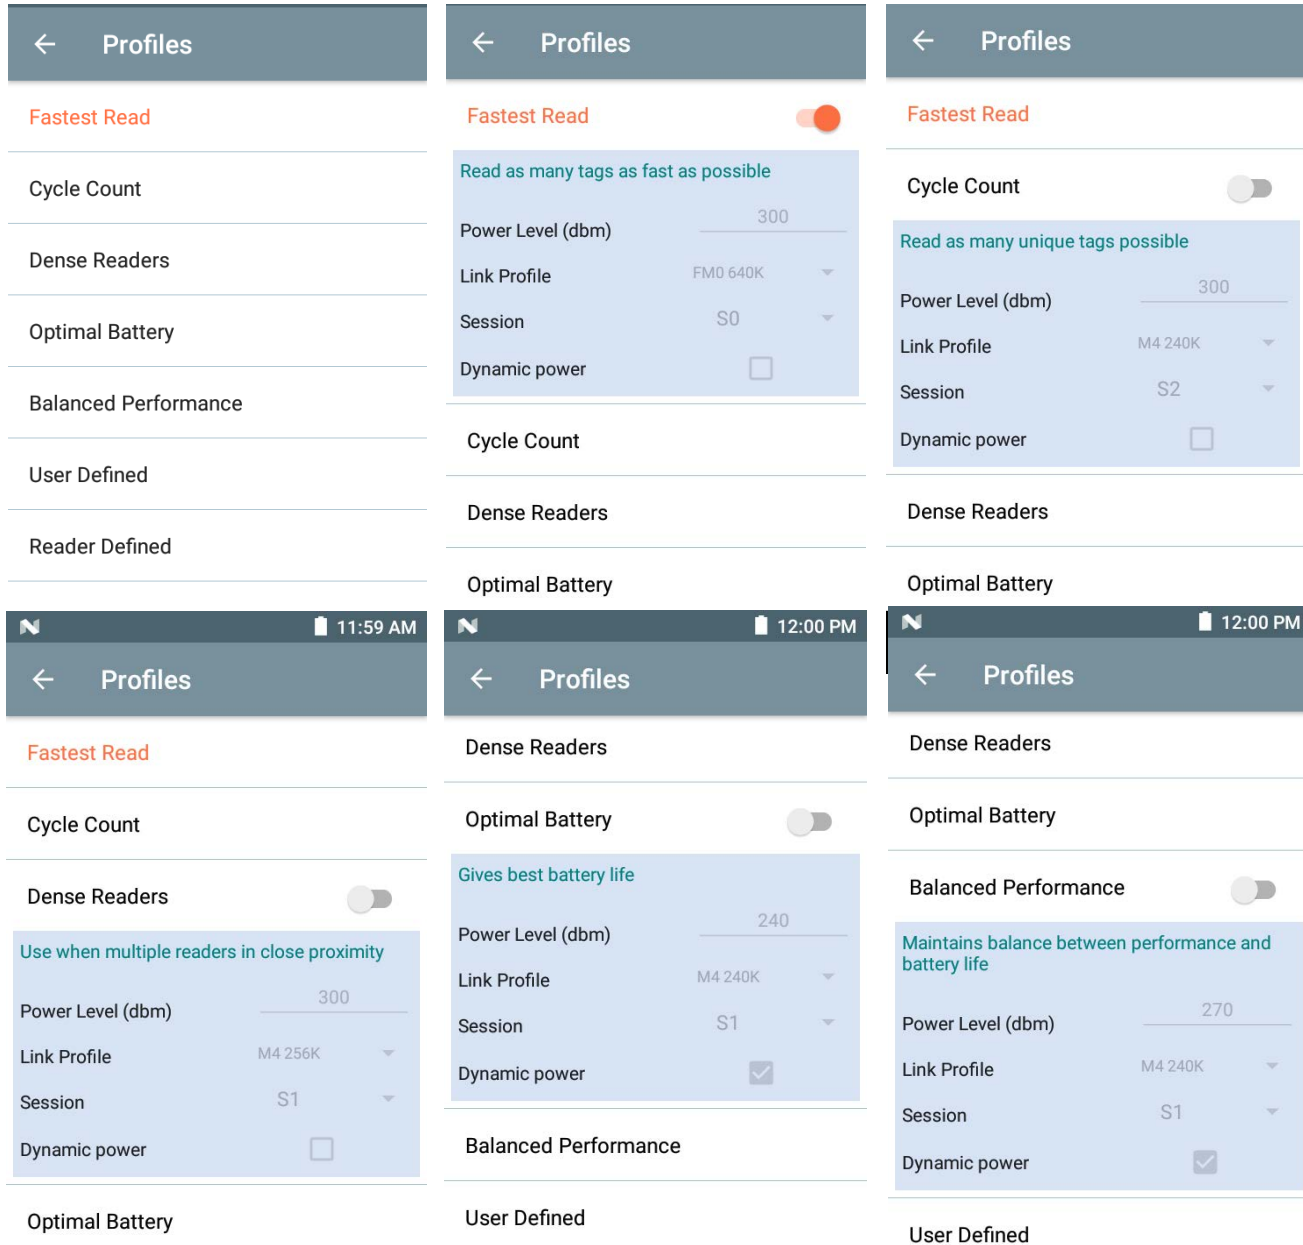 Profiles
Fastest Read
Cycle Count
Dense Readers
Optimal Battery
Balanced Performance
User Defined
Reader Defined
Profiles
Fastest Read
Read as many tags as fast as possible
Power Level (dbm) 300
Link Profile FM0 640K
Session S0
Dynamic power
Cycle Count
Dense Readers
Optimal Battery
Profiles
Fastest Read
Cycle Count
Read as many unique tags possible
Power Level (dbm) 300
Link Profile M4 240K
Session S2
Dynamic power
Dense Readers
Optimal Battery
11:59 AM
Profiles
Fastest Read
Cycle Count
Dense Readers
Use when multiple readers in close proximity
Power Level (dbm) 300
Link Profile M4 256K
Session S1
Dynamic power
Optimal Battery
12:00 PM
Profiles
Dense Readers
Optimal Battery
Gives best battery life
Power Level (dbm) 240
Link Profile M4 240K
Session S1
Dynamic power
Balanced Performance
User Defined
12:00 PM
Profiles
Dense Readers
Optimal Battery
Balanced Performance
Maintains balance between performance and
battery life
Power Level (dbm) 270
Link Profile M4 240K
Session S1
Dynamic power
User Defined